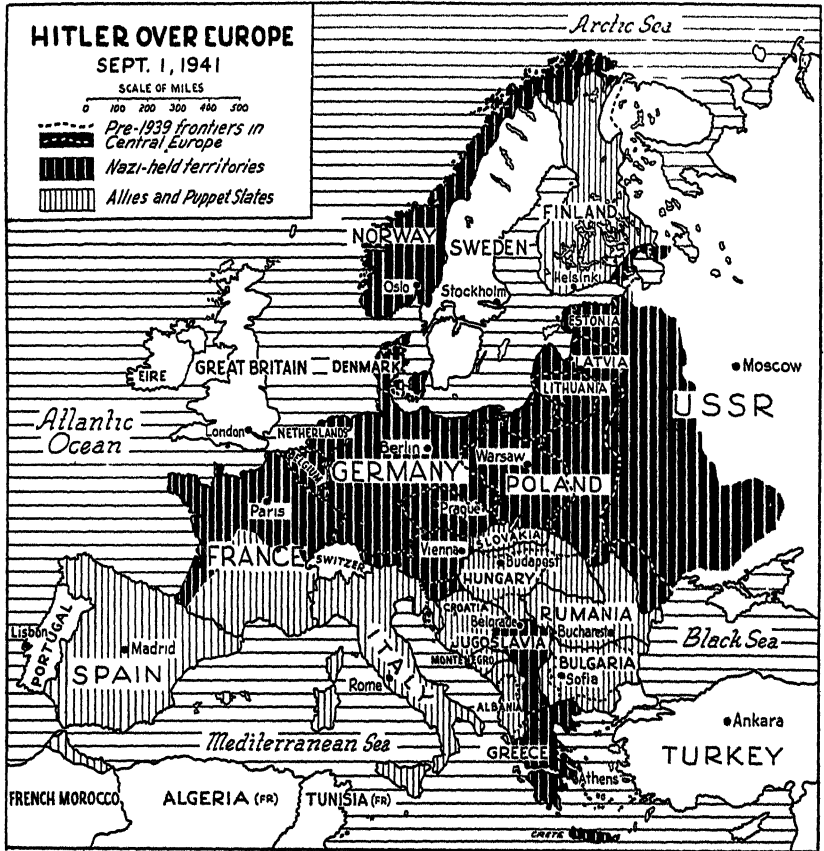 HITLER OVER EUROPE
SEPT. 1, 1941
SCALE OF MILES
0 100 200 300 400 500
Pre-1939 frontiers in
Central Europe
Nazi-held territories
Allies and Puppet States
Arctic Sea
FINLAND
NORWAY
SWEDEN
Helsinki
Oslo
Stockholm
ESTONIA
LATVIA
Moscow
EIRE
GREAT BRITAIN
DENMARK
LITHUANIA
USSR
Atlantic
Ocean
London
NETHERLANDS
Berlin
Warsaw
BELGIUM
GERMANY
POLAND
Paris
Prague
SLOVAKIA
FRANCE
SWITZER.
Vienna
Budapest
HUNGARY
CROATIA
RUMANIA
Belgrade
Bucharest
Black Sea
Lisbon
PORTUGAL
Madrid
JUGOSLAVIA
ITALY
MONTENEGRO
BULGARIA
SPAIN
Sofia
Rome
ALBANIA
Ankara
Mediterranean Sea
GREECE
TURKEY
Athens
FRENCH MOROCCO
ALGERIA (FR)
TUNISIA (FR)
CRETE